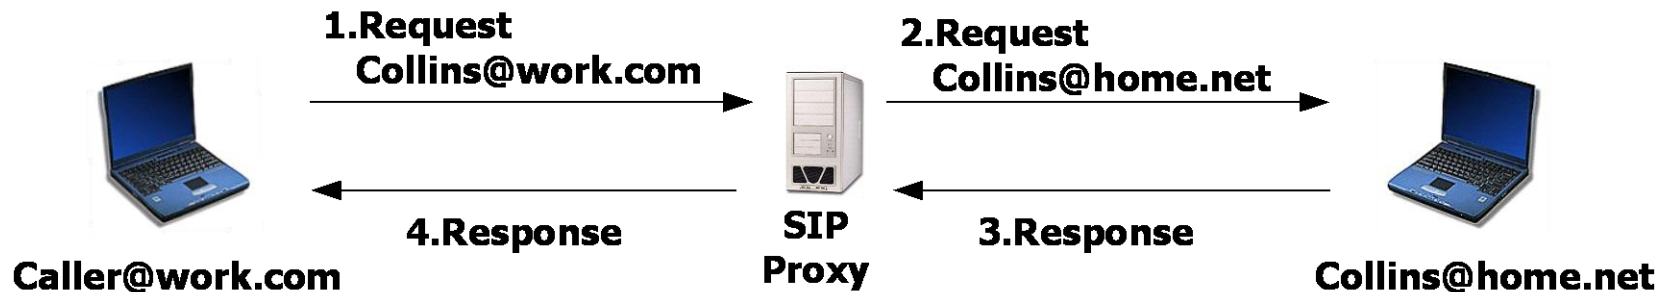 1.Request
Collins@work.com
2.Request
Collins@home.net
4.Response
SIP
Proxy
3.Response
Caller@work.com
Collins@home.net